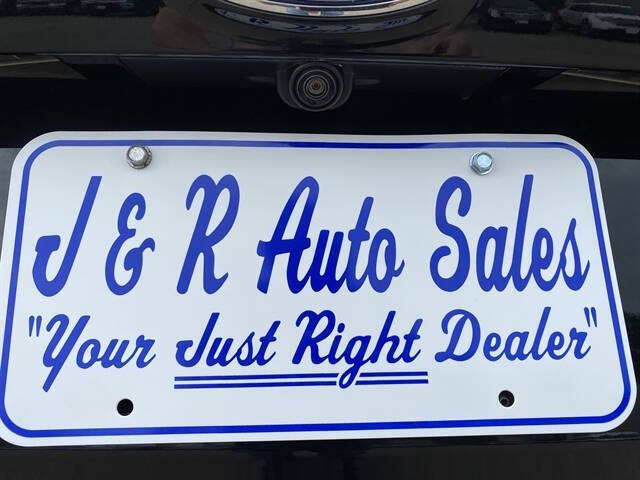 J & R Auto Sales
"Your Just Right Dealer"